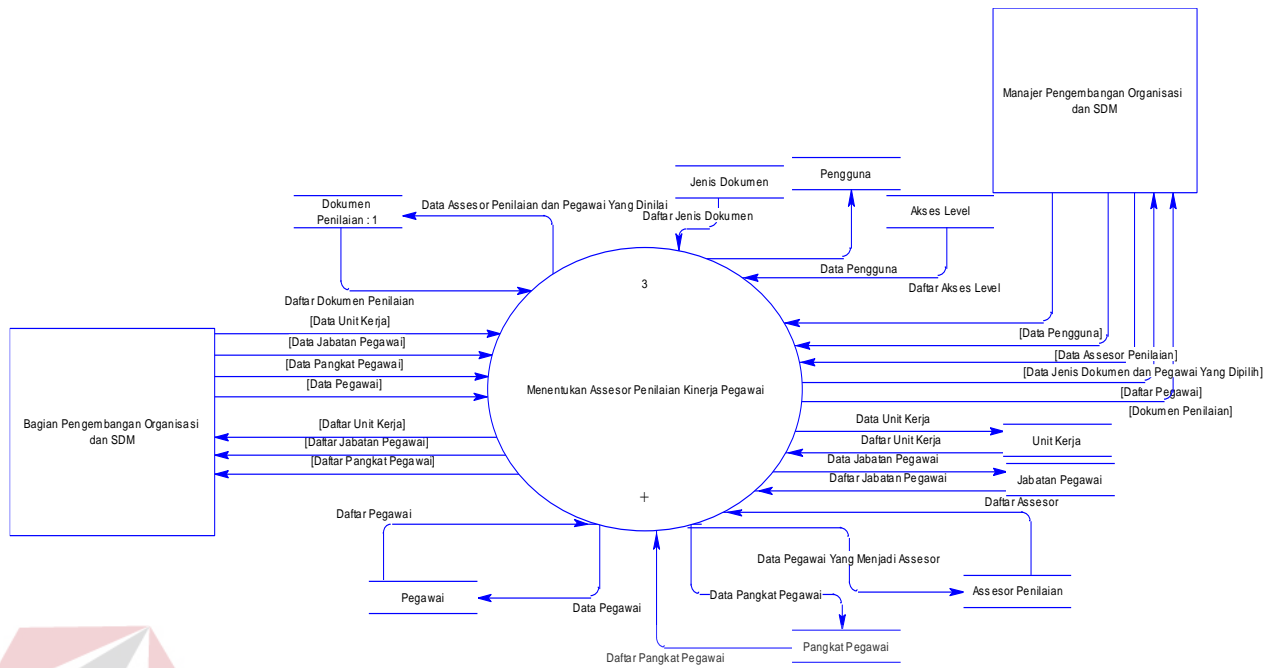 Manajer Pengembangan Organisasi
dan SDM
Jenis Dokumen
Pengguna
Akses Level
Dokumen
Penilaian : 1
Data Assesor Penilaian dan Pegawai Yang Dinilai
Daftar Jenis Dokumen
Data Pengguna
Daftar Akses Level
Daftar Dokumen Penilaian
3
[Data Unit Kerja]
[Data Jabatan Pegawai]
[Data Pangkat Pegawai]
[Data Pegawai]
[Data Pengguna]
[Data Assesor Penilaian]
[Data Jenis Dokumen dan Pegawai Yang Dipilih]
[Daftar Pegawai]
[Dokumen Penilaian]
Menentukan Assesor Penilaian Kinerja Pegawai
Bagian Pengembangan Organisasi
dan SDM
[Daftar Unit Kerja]
[Daftar Jabatan Pegawai]
[Daftar Pangkat Pegawai]
Data Unit Kerja
Daftar Unit Kerja
Unit Kerja
Data Jabatan Pegawai
Daftar Jabatan Pegawai
Jabatan Pegawai
Daftar Assesor
Daftar Pegawai
Data Pegawai Yang Menjadi Assesor
Pegawai
Data Pegawai
Data Pangkat Pegawai
Assesor Penilaian
Pangkat Pegawai
Daftar Pangkat Pegawai